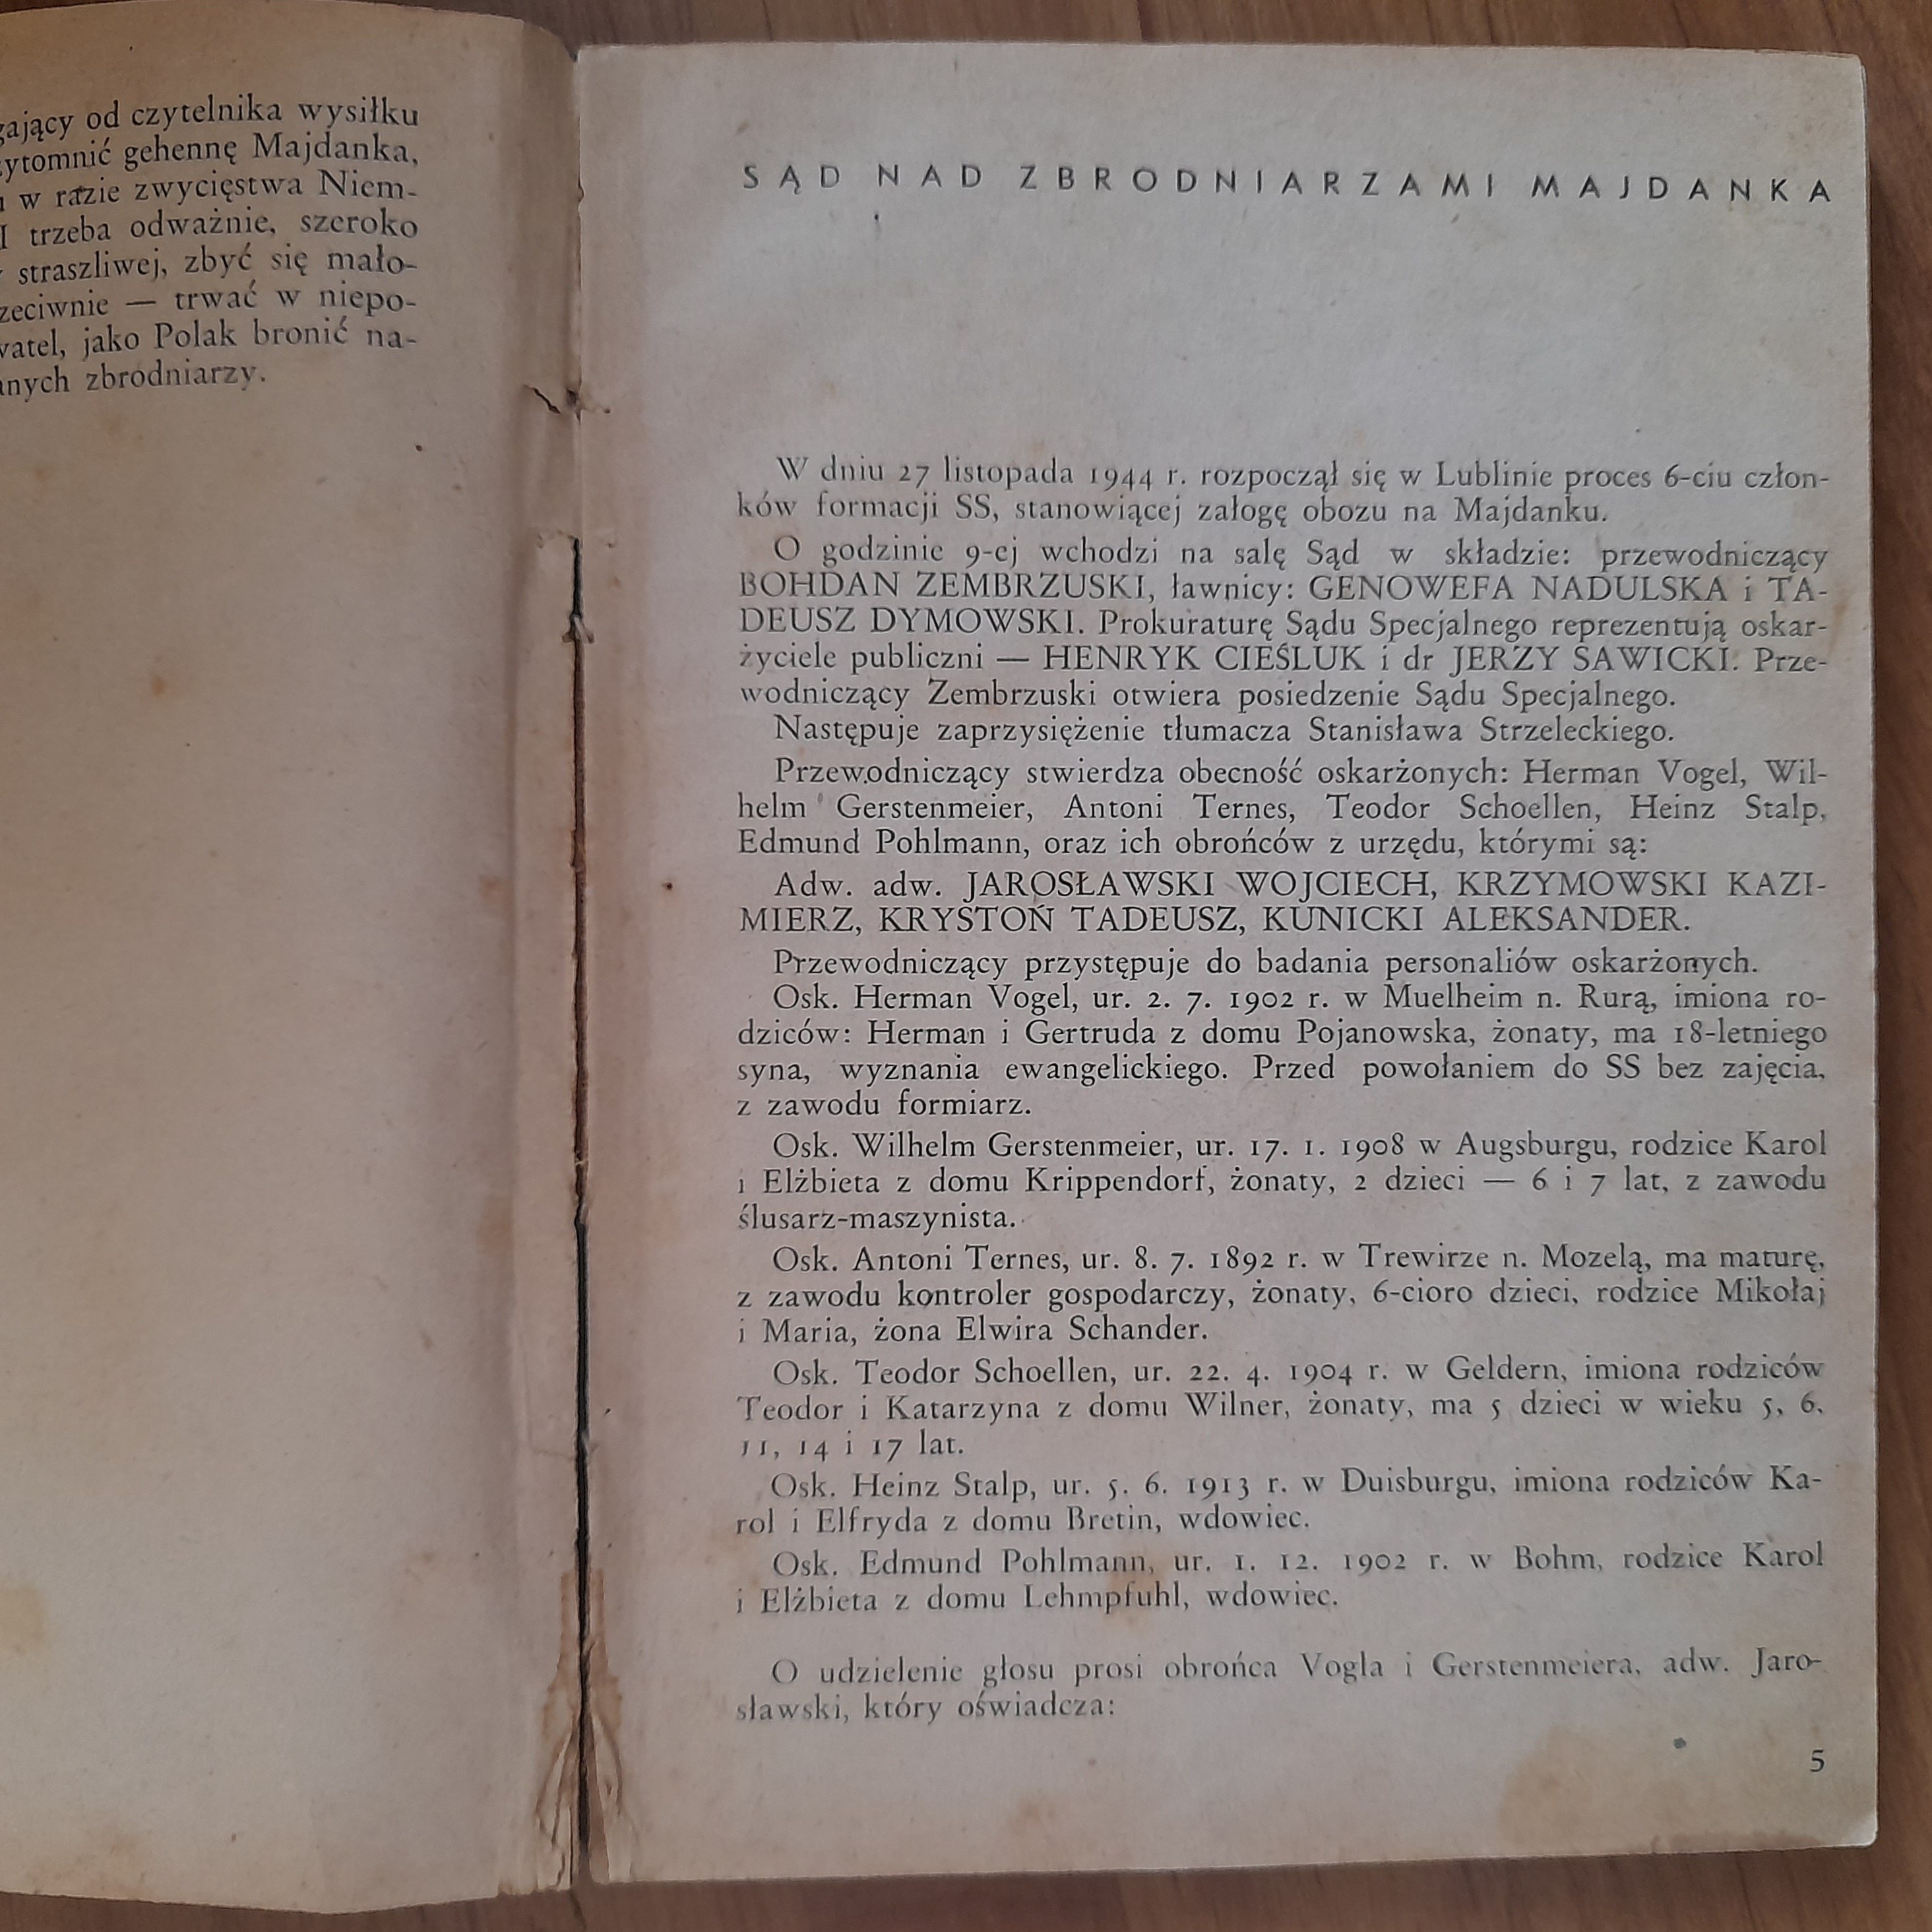 gający od czytelnika wysiłku
ytomnić gehennę Majdanka,
w razie zwycięstwa Niem-
I trzeba odważnie, szeroko
straszliwej, zbyć się mało-
zeciwnie — trwać w niepo-
watel, jako Polak bronić na-
anych zbrodniarzy.
SĄD NAD ZBRODNIARZAMI MAJDANKA
W dniu 27 listopada 1944 r. rozpoczął się w Lublinie proces 6-ciu człon-
ków formacji SS, stanowiącej załogę obozu na Majdanku.
O godzinie 9-ej wchodzi na salę Sąd w składzie: przewodniczący
BOHDAN ZEMBRZUSKI, ławnicy: GENOWEFA NADULSKA i TA-
DEUSZ DYMOWSKI. Prokuraturę Sądu Specjalnego reprezentują oskar-
życiele publiczni — HENRYK CIEŚLUK i dr JERZY SAWICKI. Prze-
wodniczący Zembrzuski otwiera posiedzenie Sądu Specjalnego.
Następuje zaprzysiężenie tłumacza Stanisława Strzeleckiego.
Przewodniczący stwierdza obecność oskarżonych: Herman Vogel, Wil-
helm Gerstenmeier, Antoni Ternes, Teodor Schoellen, Heinz Stalp,
Edmund Pohlmann, oraz ich obrońców z urzędu, którymi są:
Adw. adw. JAROSŁAWSKI WOJCIECH, KRZYMOWSKI KAZI-
MIERZ, KRYSTOŃ TADEUSZ, KUNICKI ALEKSANDER.
Przewodniczący przystępuje do badania personaliów oskarżonych.
Osk. Herman Vogel, ur. 2. 7. 1902 r. w Muelheim n. Rurą, imiona ro-
dziców: Herman i Gertruda z domu Pojanowska, żonaty, ma 18-letniego
syna, wyznania ewangelickiego. Przed powołaniem do SS bez zajęcia,
z zawodu formiarz.
Osk. Wilhelm Gerstenmeier, ur. 17. 1. 1908 w Augsburgu, rodzice Karol
i Elżbieta z domu Krippendorf, żonaty, 2 dzieci — 6 i 7 lat, z zawodu
ślusarz-maszynista.
Osk. Antoni Ternes, ur. 8. 7. 1892 r. w Trewirze n. Mozelą, ma maturę,
z zawodu kontroler gospodarczy, żonaty, 6-cioro dzieci, rodzice Mikołaj
i Maria, żona Elwira Schander.
Osk. Teodor Schoellen, ur. 22. 4. 1904 r. w Geldern, imiona rodziców
Teodor i Katarzyna z domu Wilner, żonaty, ma 5 dzieci w wieku 5, 6,
11, 14 i 17 lat.
Osk. Heinz Stalp, ur. 5. 6. 1913 r. w Duisburgu, imiona rodziców Ka-
rol i Elfryda z domu Bretin, wdowiec.
Osk. Edmund Pohlmann, ur. 1. 12. 1902 r. w Bohm, rodzice Karol
i Elżbieta z domu Lehmpfuhl, wdowiec.
O udzielenie głosu prosi obrońca Vogla i Gerstenmeiera, adw. Jaro-
sławski, który oświadcza:
5